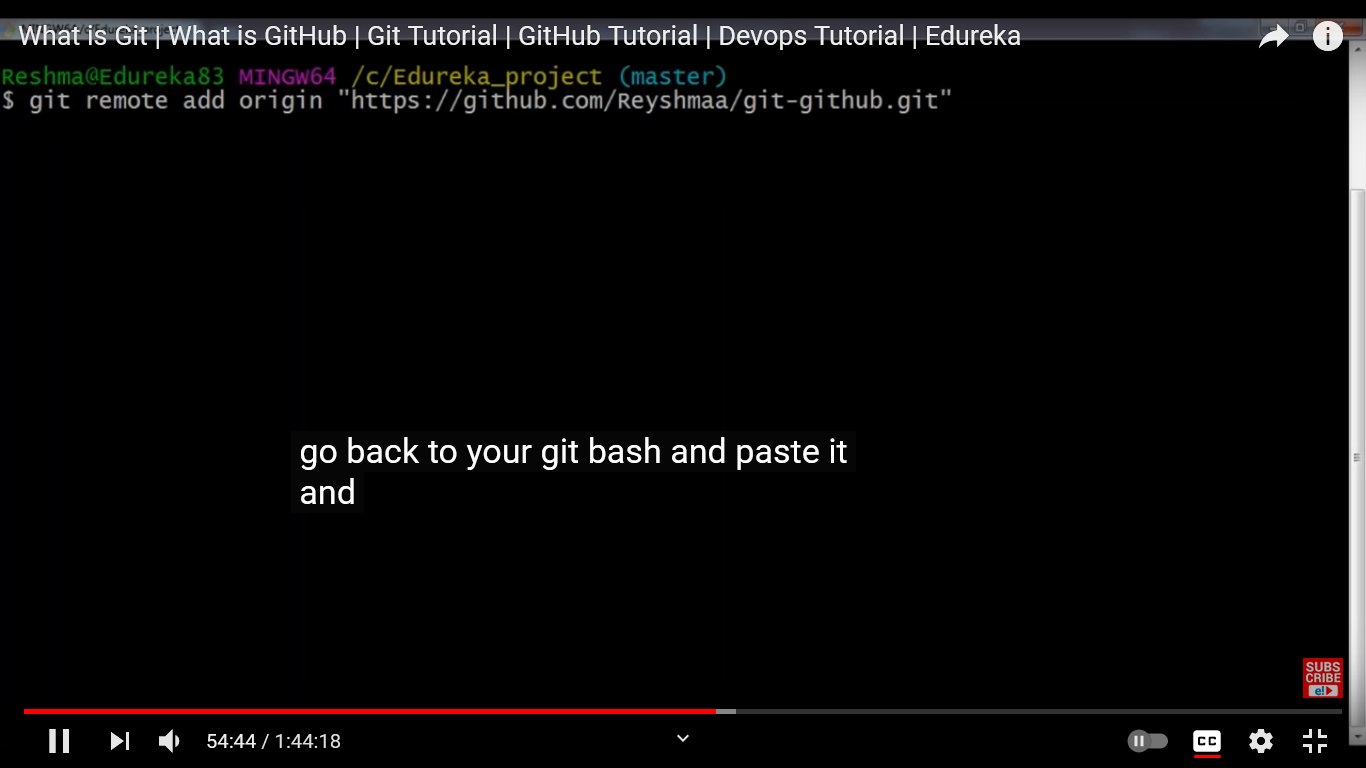 What is Git | What is GitHub | Git Tutorial | GitHub Tutorial | Devops Tutorial | Edureka
Reshma@Edureka83 MINGW64 /c/Edureka_project (master)
$ git remote add origin "https://github.com/Reyshmaa/git-github.git"
go back to your git bash and paste it
and
SUBS
CRIBE
e!
54:44 / 1:44:18
CC